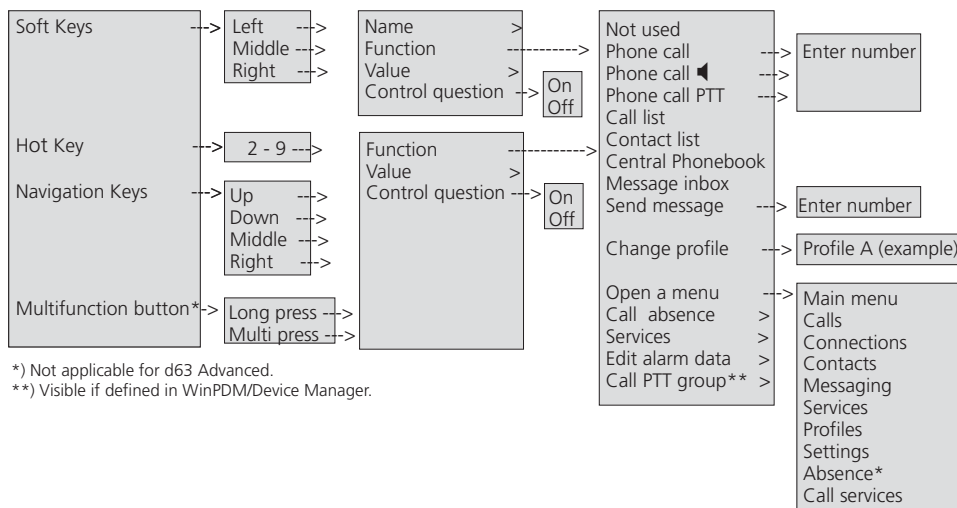 Soft Keys --->
Left --->
Middle --->
Right --->
Name >
Function ---------->
Value >
Control question -->
On
Off
Hot Key --->
2 - 9 --->
Function ---------->
Value >
Control question --->
On
Off
Navigation Keys --->
Up --->
Down --->
Middle --->
Right --->
Multifunction button*->
Long press --->
Multi press --->
Not used
Phone call --->
Phone call --->
Phone call PTT --->
Enter number
Call list
Contact list
Central Phonebook
Message inbox
Send message --->
Enter number
Change profile --->
Profile A (example)
Open a menu --->
Call absence >
Services >
Edit alarm data >
Call PTT group** >
Main menu
Calls
Connections
Contacts
Messaging
Services
Profiles
Settings
Absence*
Call services
*) Not applicable for d63 Advanced.
**) Visible if defined in WinPDM/Device Manager.